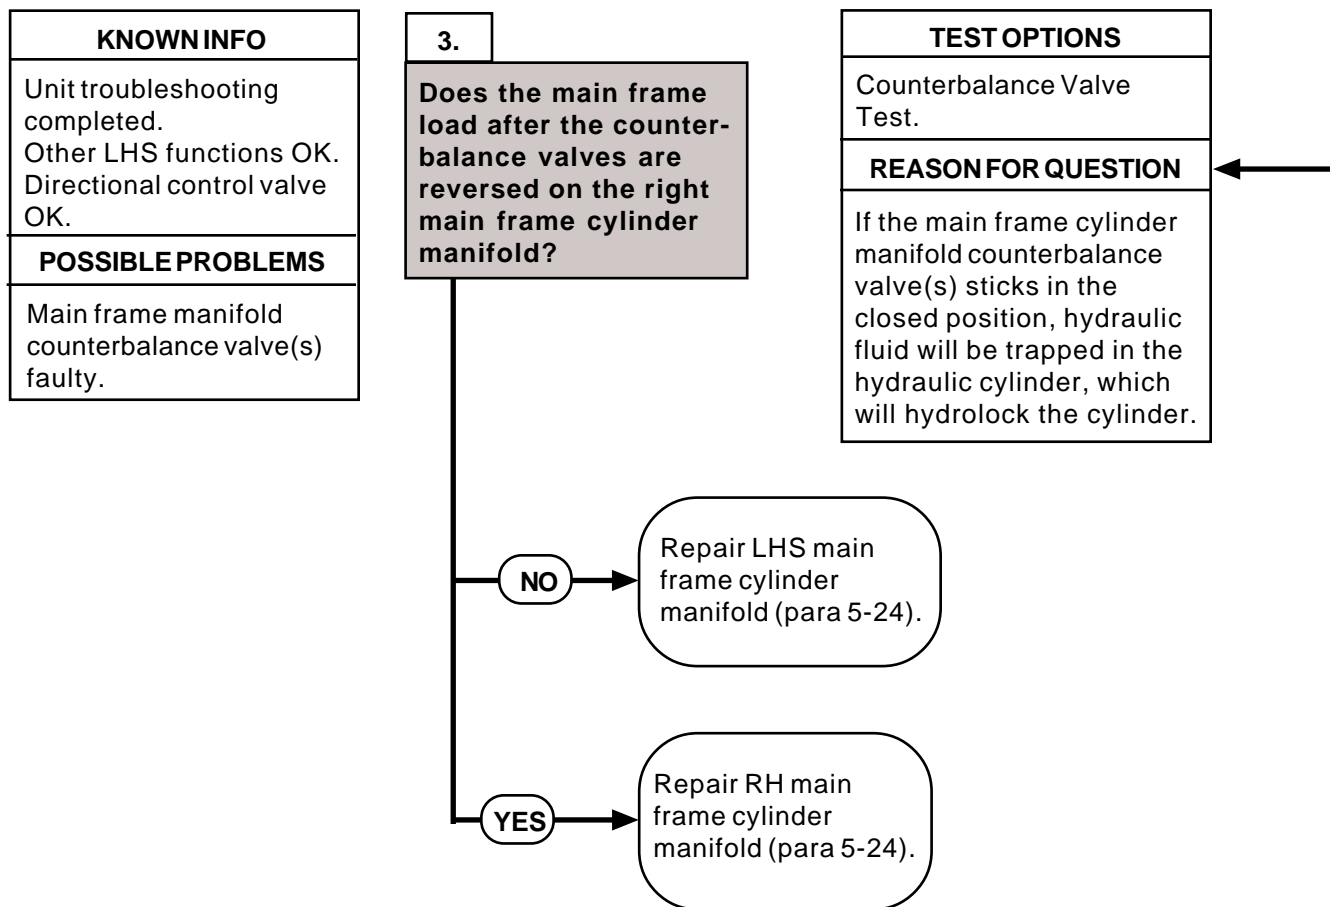 KNOWN INFO
Unit troubleshooting
completed.
Other LHS functions OK.
Directional control valve
OK.
POSSIBLE PROBLEMS
Main frame manifold
counterbalance valve(s)
faulty.
3.
Does the main frame
load after the counter-
balance valves are
reversed on the right
main frame cylinder
manifold?
TEST OPTIONS
Counterbalance Valve
Test.
REASON FOR QUESTION
If the main frame cylinder
manifold counterbalance
valve(s) sticks in the
closed position, hydraulic
fluid will be trapped in the
hydraulic cylinder, which
will hydrolock the cylinder.
NO
Repair LHS main
frame cylinder
manifold (para 5-24).
YES
Repair RH main
frame cylinder
manifold (para 5-24).